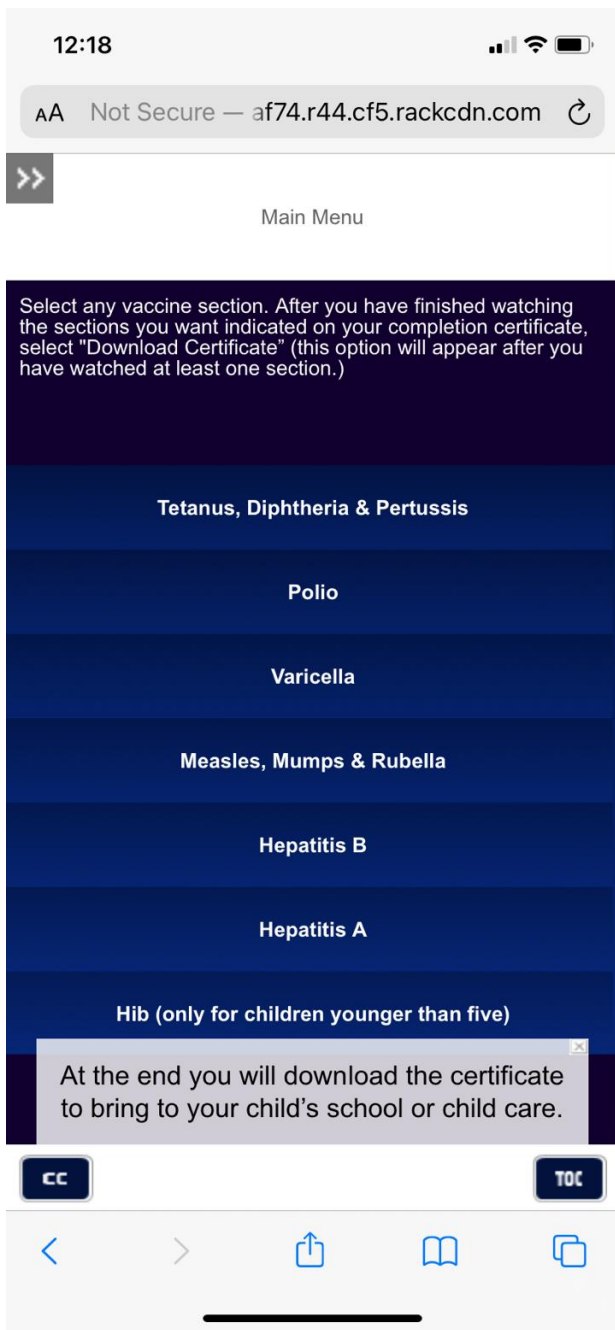 12:18
AA Not Secure — af74.r44.cf5.rackcdn.com
>>
Main Menu
Select any vaccine section. After you have finished watching
the sections you want indicated on your completion certificate,
select "Download Certificate” (this option will appear after you
have watched at least one section.)
Tetanus, Diphtheria & Pertussis
Polio
Varicella
Measles, Mumps & Rubella
Hepatitis B
Hepatitis A
Hib (only for children younger than five)
At the end you will download the certificate
to bring to your child’s school or child care.
CC TOC